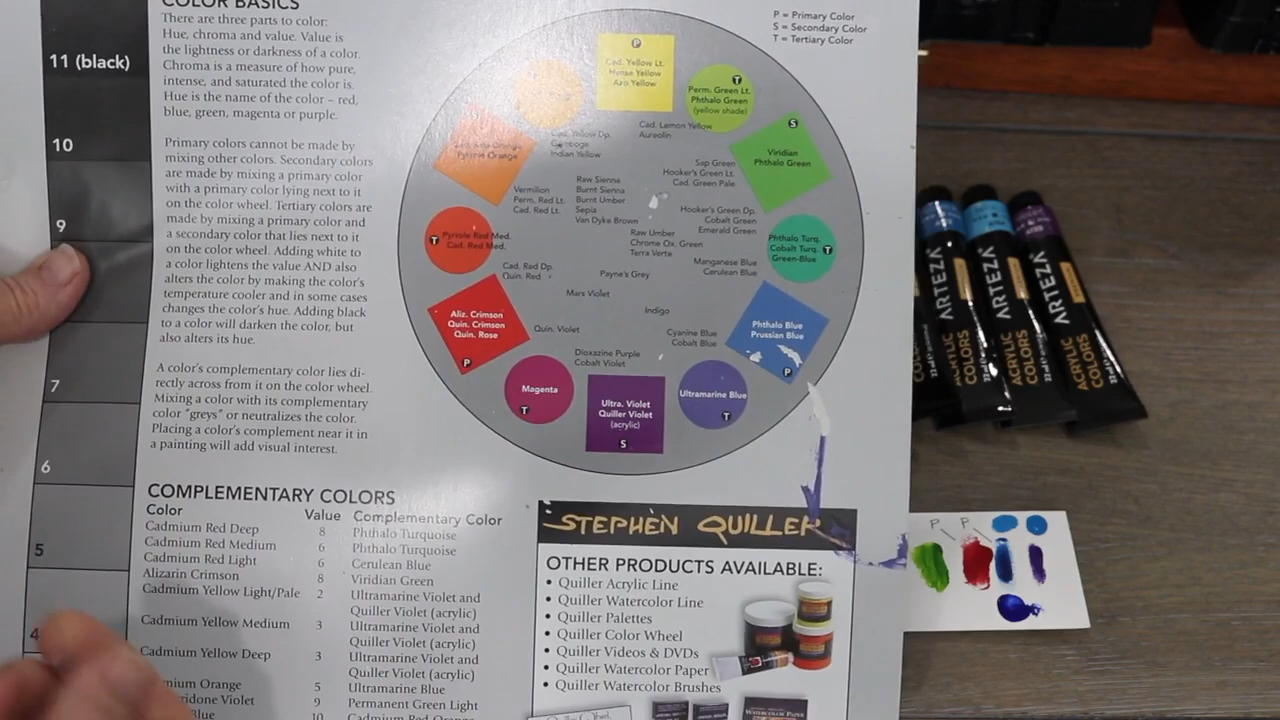 11 (black)
10
9
7
6
5
4
COLOR BASICS
There are three parts to color:
Hue, chroma and value. Value is
the lightness or darkness of a color.
Chroma is a measure of how pure,
intense, and saturated the color is.
Hue is the name of the color – red,
blue, green, magenta or purple.
Primary colors cannot be made by
mixing other colors. Secondary colors
are made by mixing a primary color
with a primary color lying next to it
on the color wheel. Tertiary colors are
made by mixing a primary color and
a secondary color that lies next to it
on the color wheel. Adding white to
a color lightens the value AND also
alters the color by making the color's
temperature cooler and in some cases
changes the color's hue. Adding black
to a color will darken the color, but
also alters its hue.
A color's complementary color lies di-
rectly across from it on the color wheel.
Mixing a color with its complementary
color "greys" or neutralizes the color.
Placing a color's complement near it in
a painting will add visual interest.
P = Primary Color
S = Secondary Color
T = Tertiary Color
P
Cad. Yellow Lt.
Hansa Yellow
Azo Yellow
T
Perm. Green Lt.
Phthalo Green
(yellow shade)
S
Viridian
Phthalo Green
Phthalo Turq.
Cobalt Turq.
Green-Blue
T
Phthalo Blue
Prussian Blue
P
Ultramarine Blue
T
Ultra. Violet
Quiller Violet
(acrylic)
S
Magenta
T
Aliz. Crimson
Quin. Crimson
Quin. Rose
P
T
Pyrrole Red Med.
Cad. Red Med.
Pyrrole Orange
Cad. Yellow Dp.
Gamboge
Indian Yellow
Cad. Lemon Yellow
Aureolin
Sap Green
Hooker's Green Lt.
Cad. Green Pale
Vermilion
Perm. Red Lt.
Cad. Red Lt.
Raw Sienna
Burnt Sienna
Burnt Umber
Sepia
Van Dyke Brown
Hooker's Green Dp.
Cobalt Green
Emerald Green
Raw Umber
Chrome Ox. Green
Terra Verte
Manganese Blue
Cerulean Blue
Cad. Red Dp.
Quin. Red
Payne's Grey
Mars Violet
Indigo
Quin. Violet
Cyanine Blue
Cobalt Blue
Dioxazine Purple
Cobalt Violet
COMPLEMENTARY COLORS
Color Value Complementary Color
Cadmium Red Deep 8 Phthalo Turquoise
Cadmium Red Medium 6 Phthalo Turquoise
Cadmium Red Light 6 Cerulean Blue
Alizarin Crimson 8 Viridian Green
Cadmium Yellow Light/Pale 2 Ultramarine Violet and
Quiller Violet (acrylic)
Cadmium Yellow Medium 3 Ultramarine Violet and
Quiller Violet (acrylic)
Cadmium Yellow Deep 3 Ultramarine Violet and
Quiller Violet (acrylic)
mium Orange 5 Ultramarine Blue
ridone Violet 9 Permanent Green Light
Blue 10 Cadmium Red Orange
STEPHEN QUILLER
OTHER PRODUCTS AVAILABLE:
• Quiller Acrylic Line
• Quiller Watercolor Line
• Quiller Palettes
• Quiller Color Wheel
• Quiller Videos & DVDs
• Quiller Watercolor Paper
• Quiller Watercolor Brushes
ARTEZA
ACRYLIC
COLORS
ARTEZA
ACRYLIC
COLORS
ARTEZA
ACRYLIC
COLORS
P P